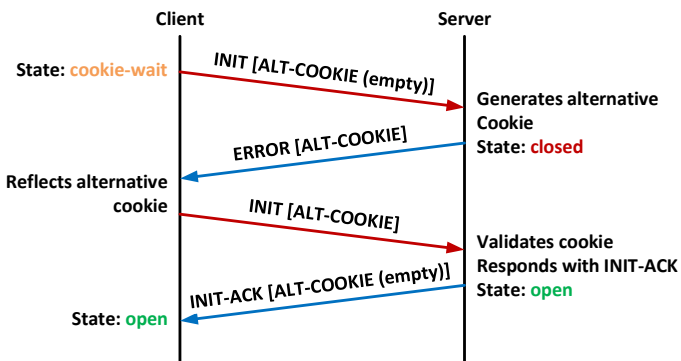 Client
Server
State: cookie-wait
INIT [ALT-COOKIE (empty)]
Generates alternative
Cookie
State: closed
ERROR [ALT-COOKIE]
Reflects alternative
cookie
INIT [ALT-COOKIE]
Validates cookie
Responds with INIT-ACK
State: open
INIT-ACK [ALT-COOKIE (empty)]
State: open